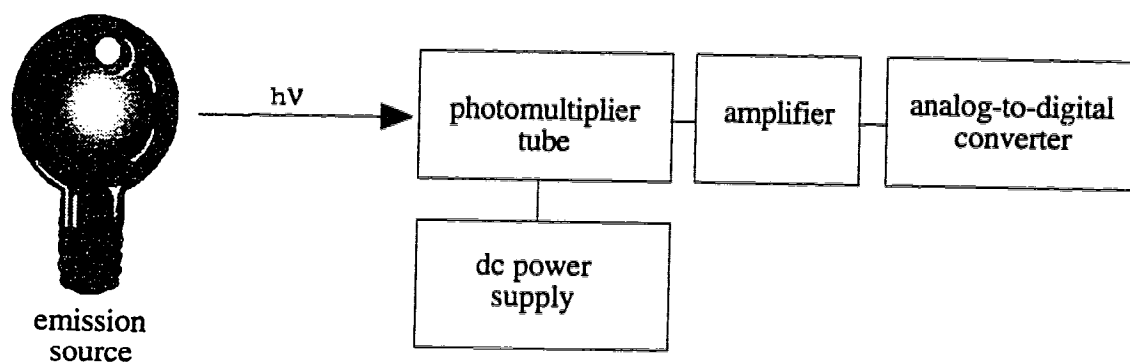 hν
photomultiplier
tube
amplifier
analog-to-digital
converter
dc power
supply
emission
source